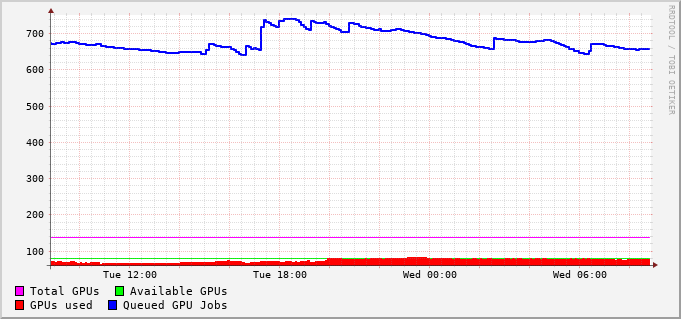 700
600
500
400
300
200
100
Tue 12:00 Tue 18:00 Wed 00:00 Wed 06:00
Total GPUs Available GPUs
GPUs used Queued GPU Jobs
RRDTOOL / TOBI OETIKER